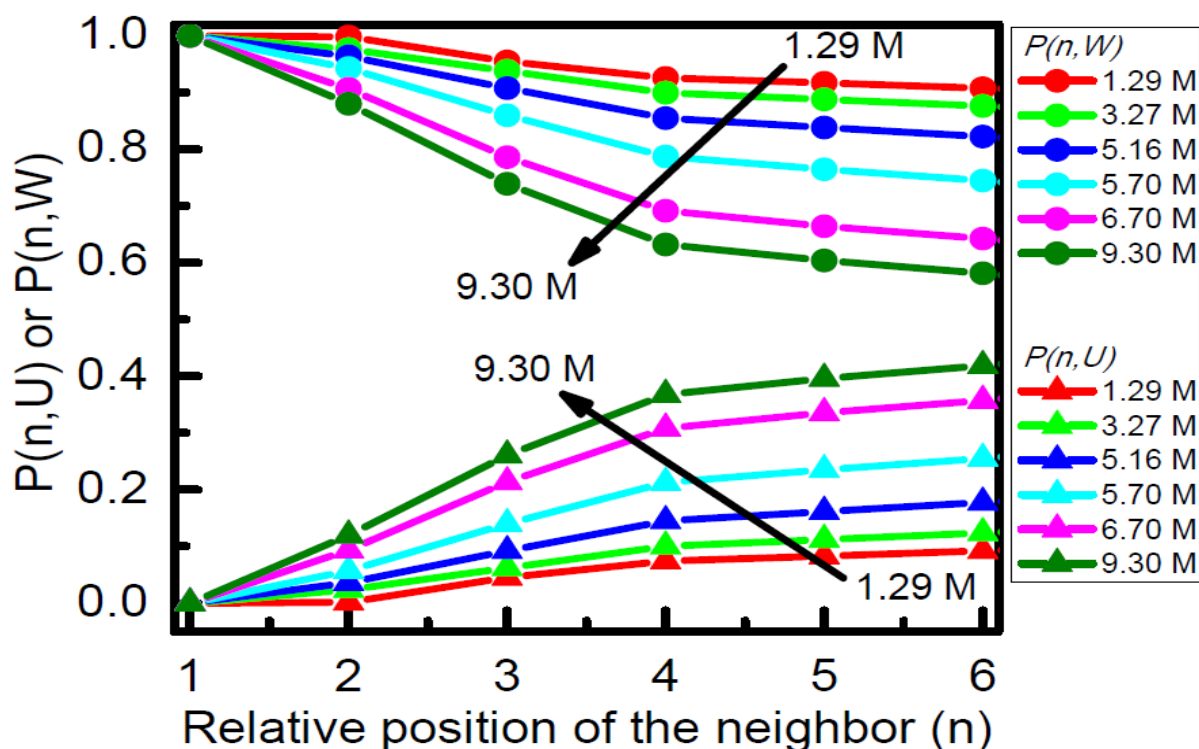 P(n,U) or P(n,W)
1.0
0.8
0.6
0.4
0.2
0.0
1.29 M
9.30 M
9.30 M
1.29 M
1 2 3 4 5 6
Relative position of the neighbor (n)
P(n,W)
1.29 M
3.27 M
5.16 M
5.70 M
6.70 M
9.30 M
P(n,U)
1.29 M
3.27 M
5.16 M
5.70 M
6.70 M
9.30 M